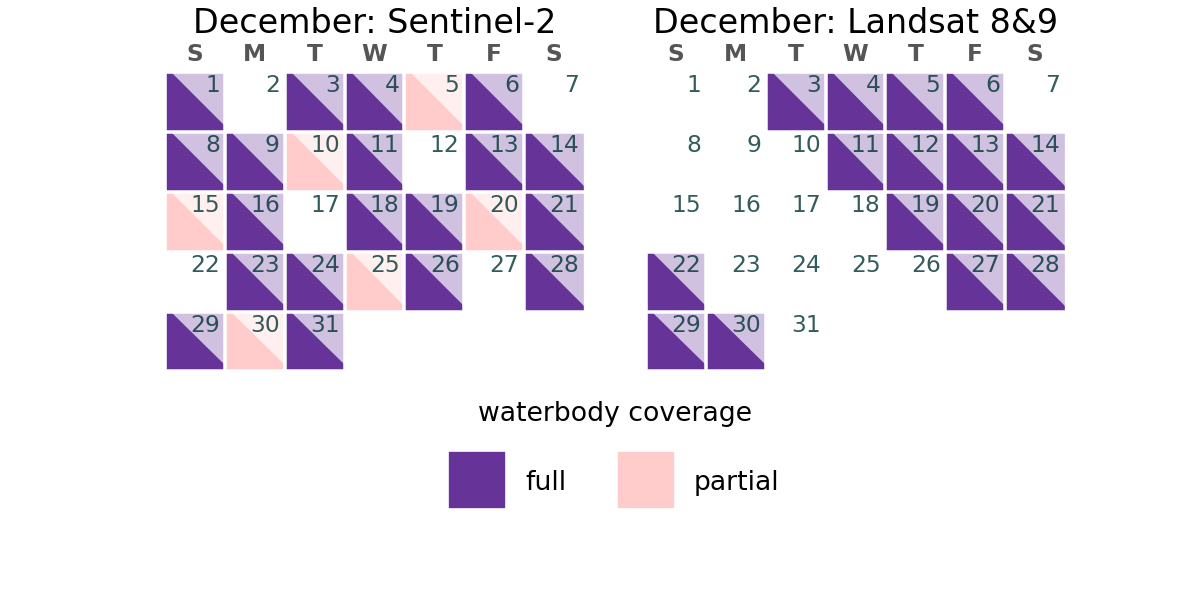 December: Sentinel-2
S M T W T F S
1 2 3 4 5 6 7
8 9 10 11 12 13 14
15 16 17 18 19 20 21
22 23 24 25 26 27 28
29 30 31
December: Landsat 8&9
S M T W T F S
1 2 3 4 5 6 7
8 9 10 11 12 13 14
15 16 17 18 19 20 21
22 23 24 25 26 27 28
29 30 31
waterbody coverage
full partial